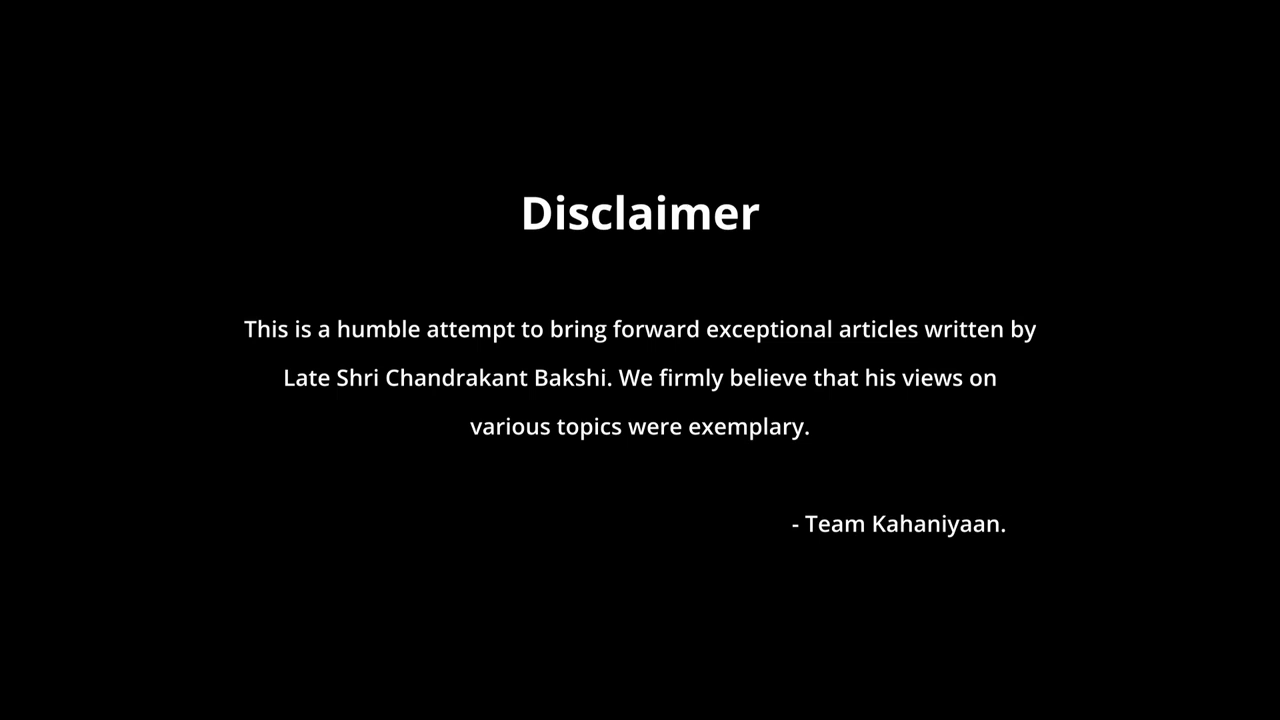 Disclaimer
This is a humble attempt to bring forward exceptional articles written by
Late Shri Chandrakant Bakshi. We firmly believe that his views on
various topics were exemplary.
- Team Kahaniyaan.